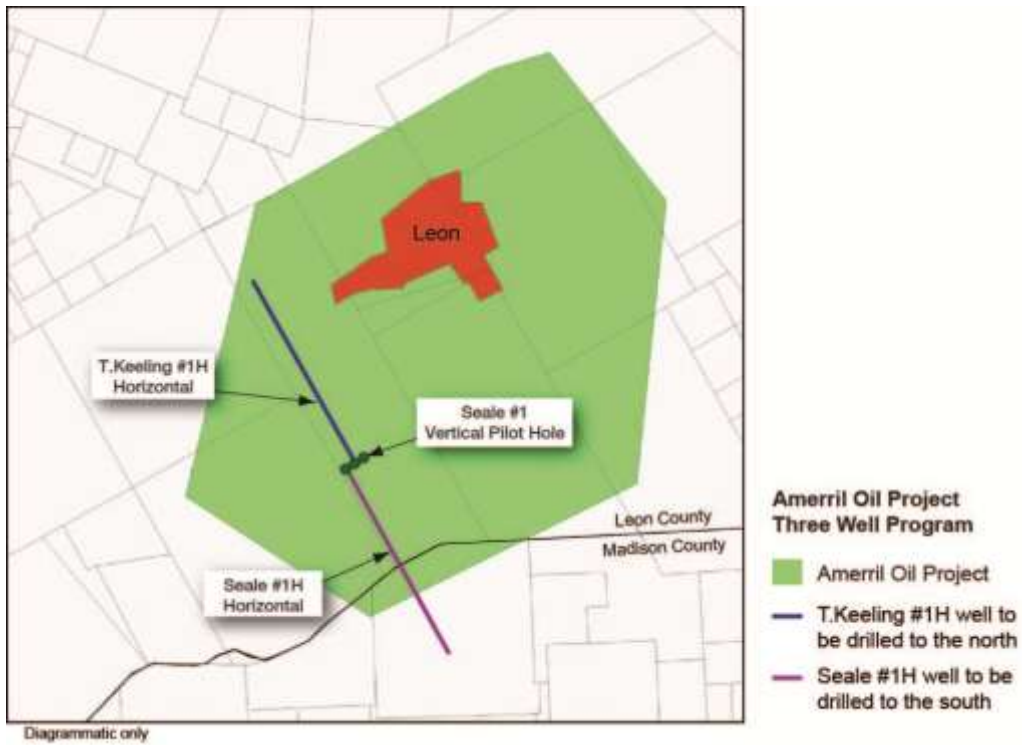 Leon
T.Keeling #1H
Horizontal
Seale #1
Vertical Pilot Hole
Leon County
Madison County
Seale #1H
Horizontal
Amerril Oil Project
Three Well Program
Amerril Oil Project
T.Keeling #1H well to
be drilled to the north
Seale #1H well to be
drilled to the south
Diagrammatic only